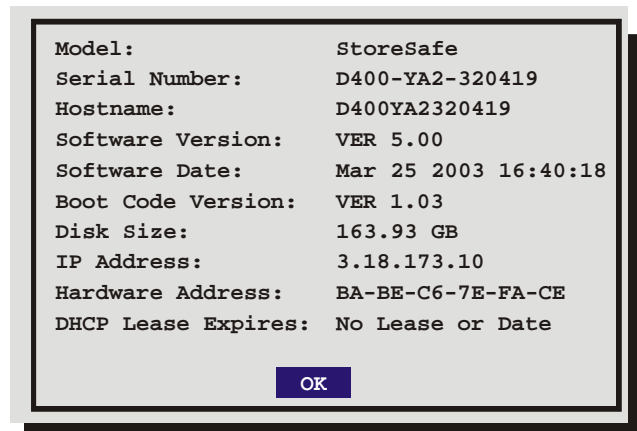 Model: StoreSafe
Serial Number: D400-YA2-320419
Hostname: D400YA2320419
Software Version: VER 5.00
Software Date: Mar 25 2003 16:40:18
Boot Code Version: VER 1.03
Disk Size: 163.93 GB
IP Address: 3.18.173.10
Hardware Address: BA-BE-C6-7E-FA-CE
DHCP Lease Expires: No Lease or Date
OK